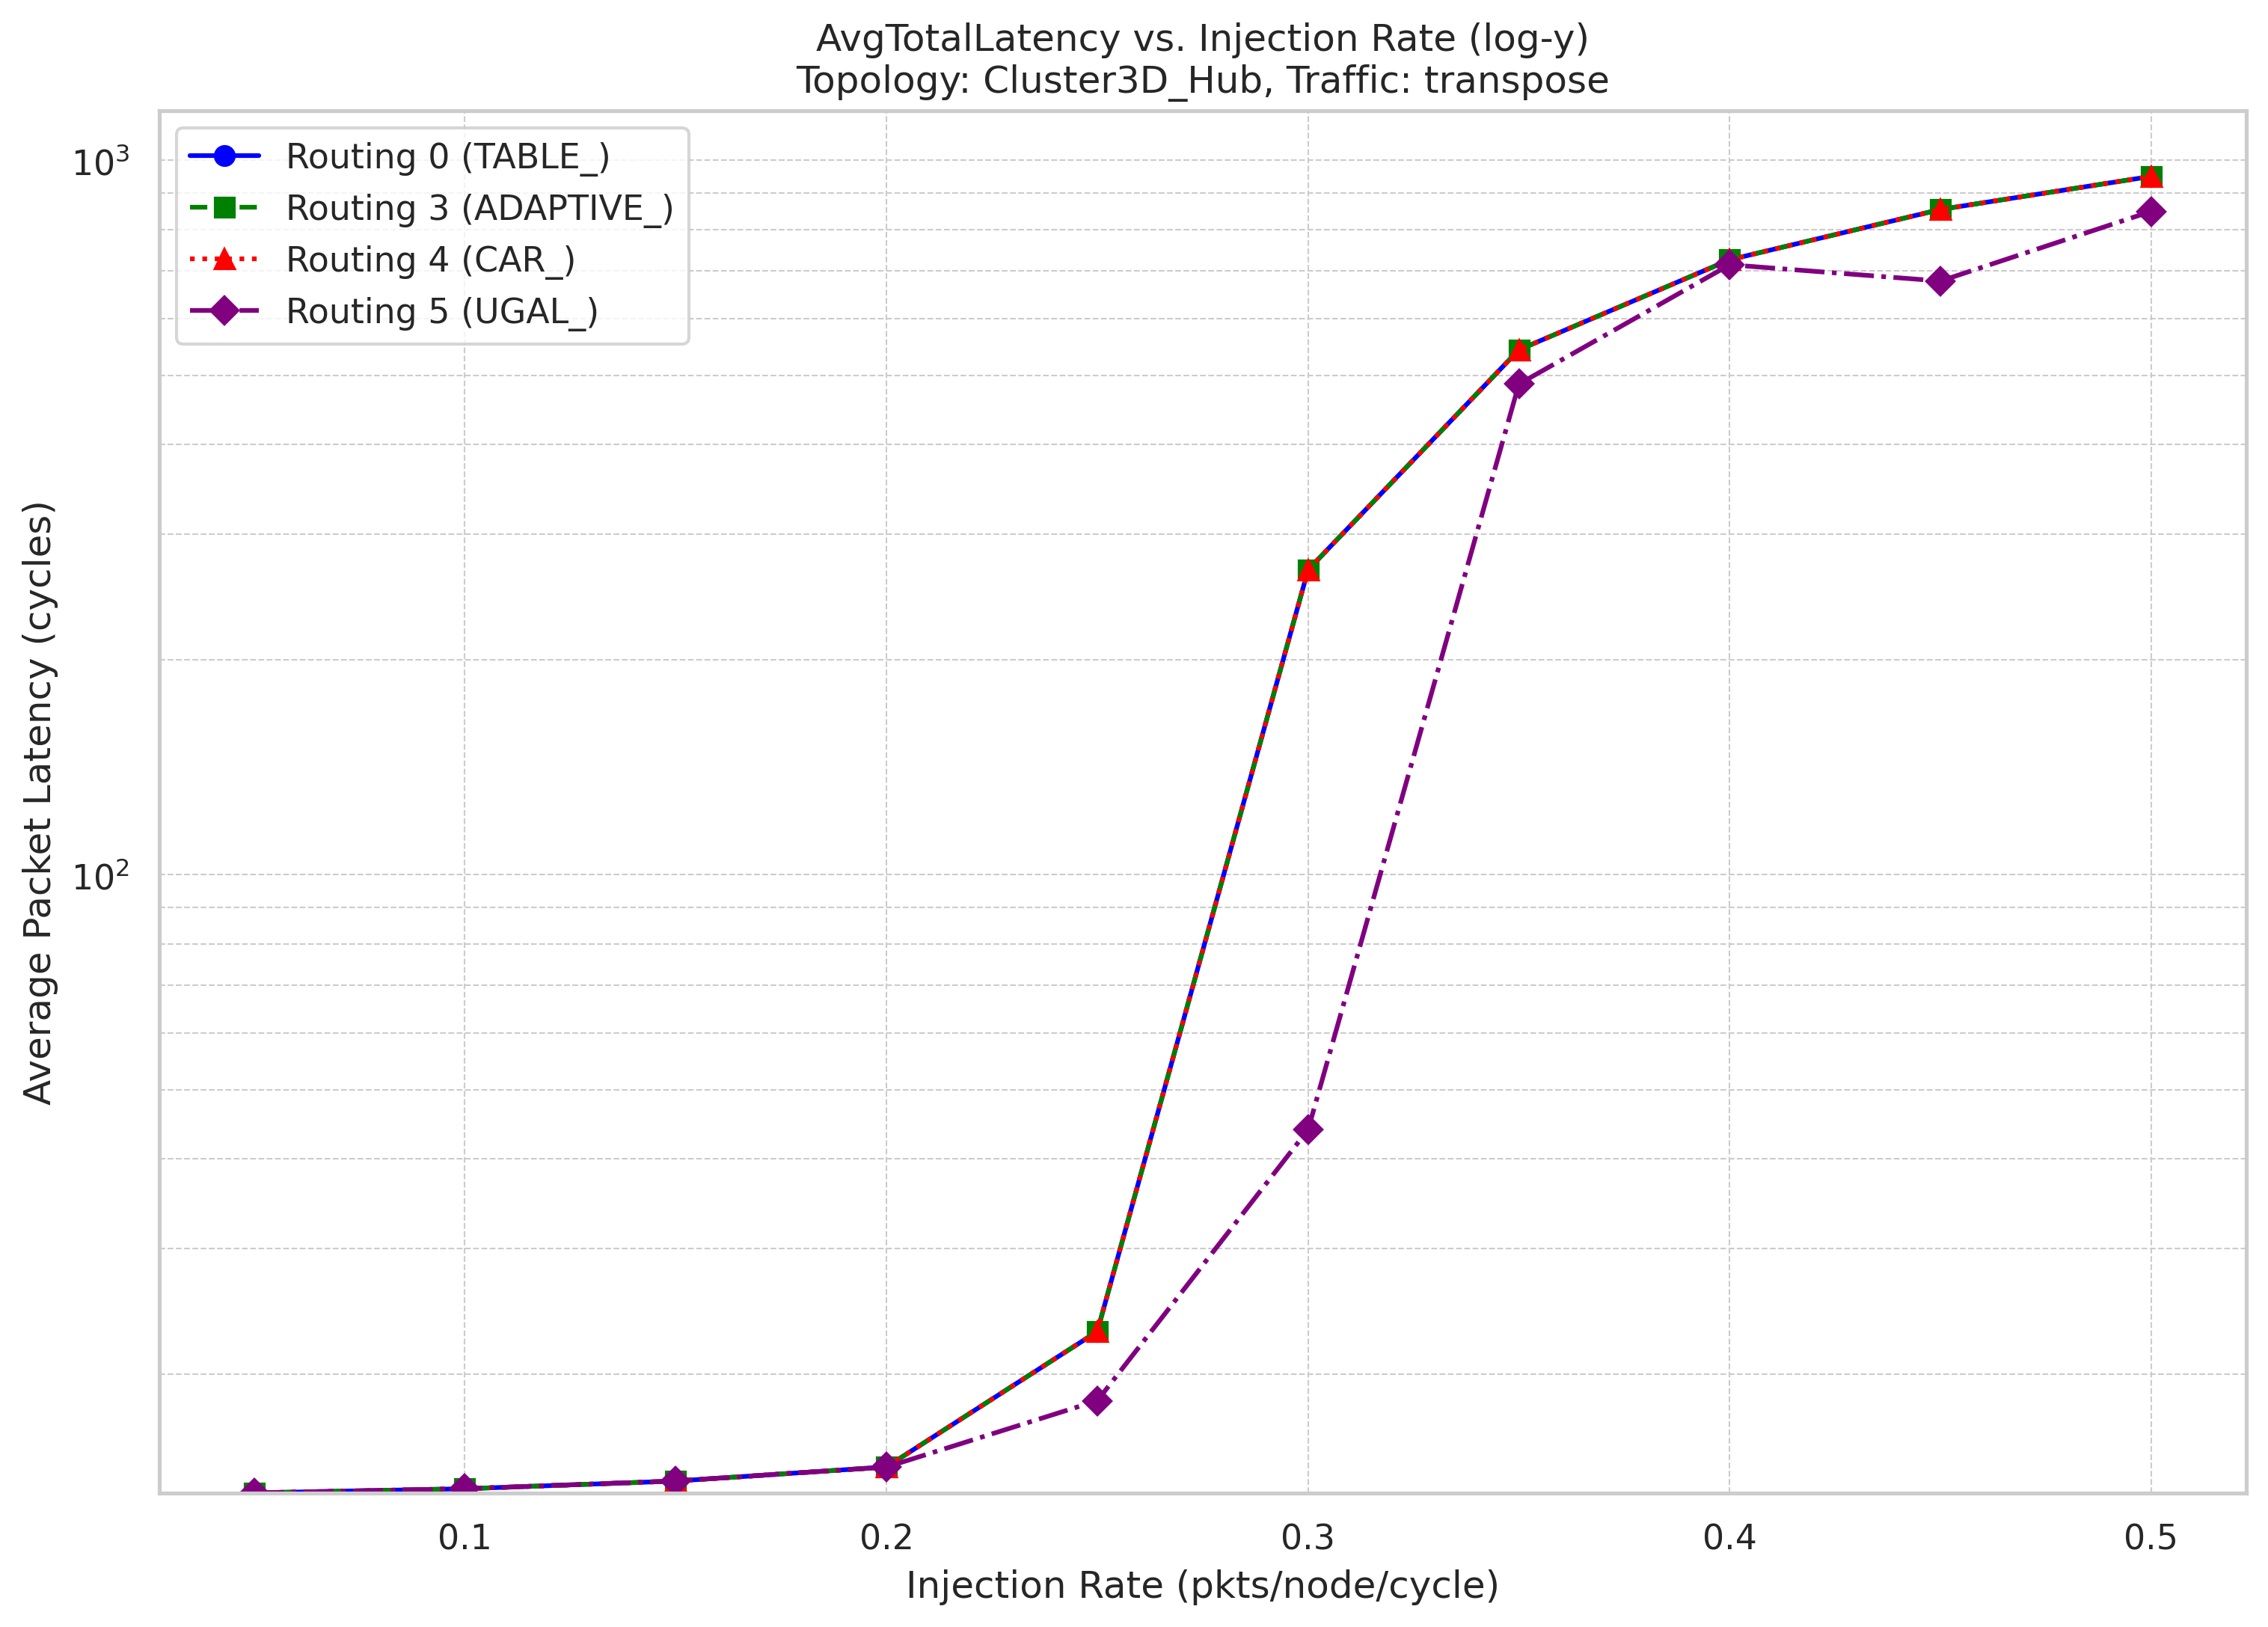 AvgTotalLatency vs. Injection Rate (log-y)
Topology: Cluster3D_Hub, Traffic: transpose
Routing 0 (TABLE_)
Routing 3 (ADAPTIVE_)
Routing 4 (CAR_)
Routing 5 (UGAL_)
Average Packet Latency (cycles)
10³
10²
0.1 0.2 0.3 0.4 0.5
Injection Rate (pkts/node/cycle)